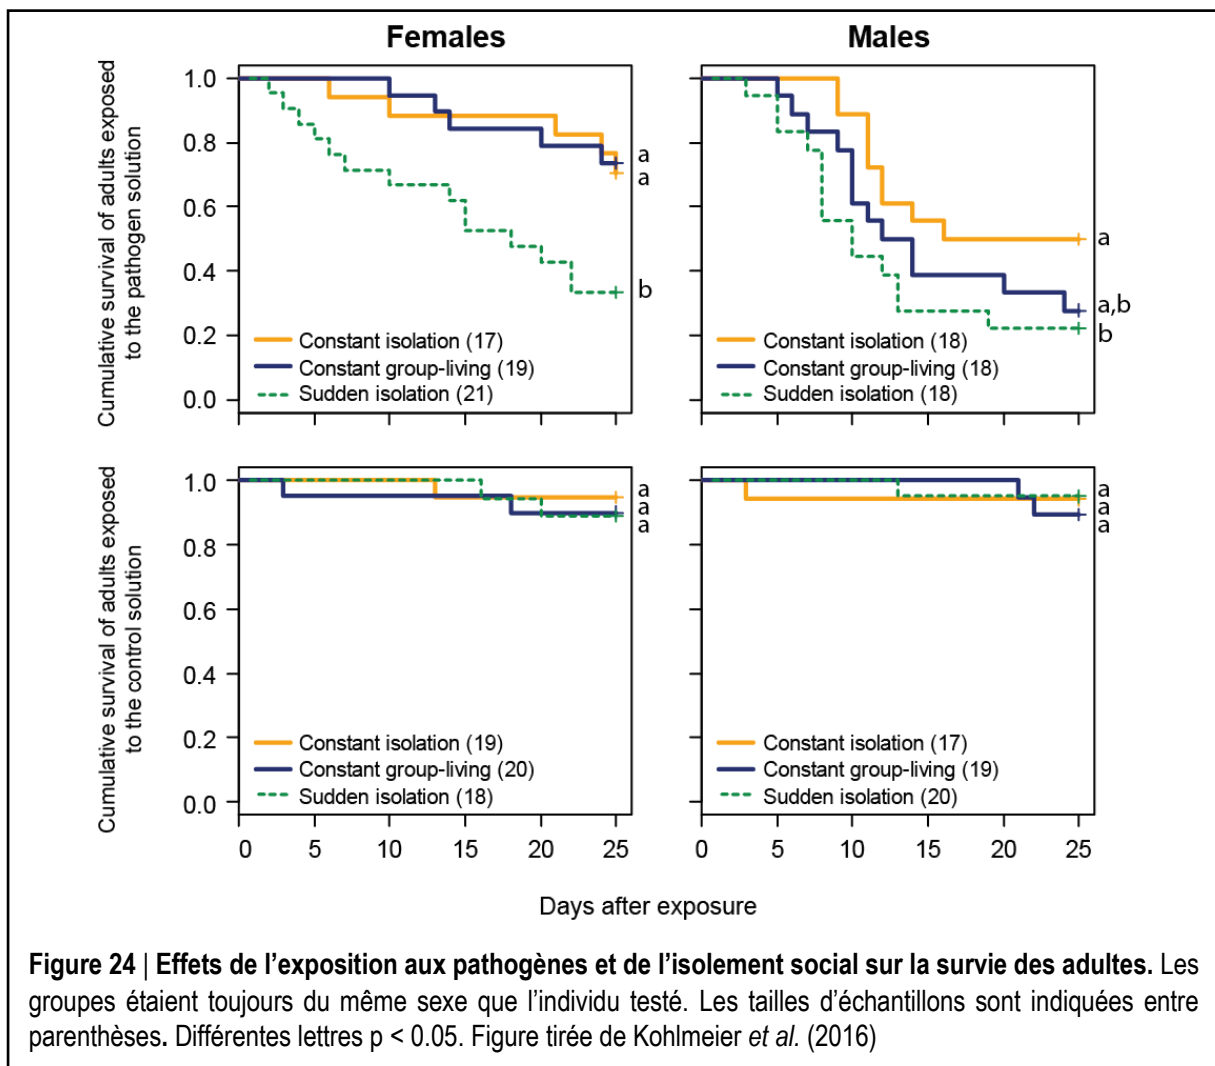 Females
Males
Cumulative survival of adults exposed
to the pathogen solution
1.0
0.8
0.6
0.4
0.2
0.0
a
a
b
Constant isolation (17)
Constant group-living (19)
Sudden isolation (21)
a
a,b
b
Constant isolation (18)
Constant group-living (18)
Sudden isolation (18)
Cumulative survival of adults exposed
to the control solution
1.0
0.8
0.6
0.4
0.2
0.0
a
a
a
Constant isolation (19)
Constant group-living (20)
Sudden isolation (18)
a
a
a
Constant isolation (17)
Constant group-living (19)
Sudden isolation (20)
0 5 10 15 20 25
0 5 10 15 20 25
Days after exposure
Figure 24 | Effets de l’exposition aux pathogènes et de l’isolement social sur la survie des adultes. Les
groupes étaient toujours du même sexe que l’individu testé. Les tailles d’échantillons sont indiquées entre
parenthèses. Différentes lettres p < 0.05. Figure tirée de Kohlmeier et al. (2016)